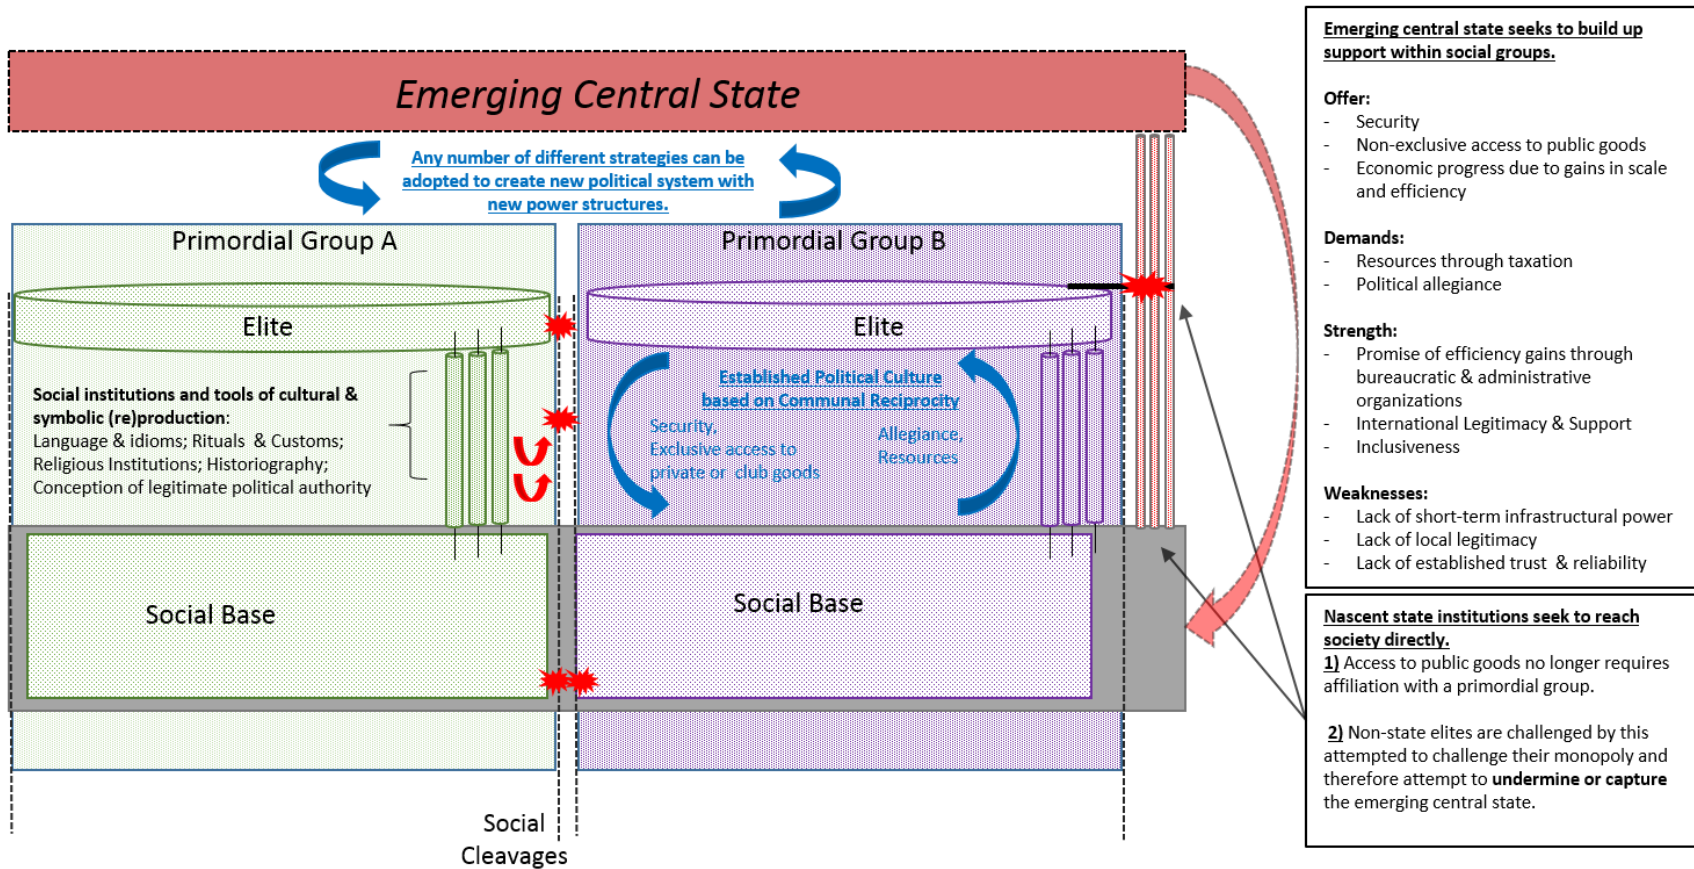 Emerging Central State
Any number of different strategies can be
adopted to create new political system with
new power structures.
Primordial Group A
Elite
Social institutions and tools of cultural &
symbolic (re)production:
Language & idioms; Rituals & Customs;
Religious Institutions; Historiography;
Conception of legitimate political authority
Social Base
Primordial Group B
Elite
Established Political Culture
based on Communal Reciprocity
Security,
Exclusive access to
private or club goods
Allegiance,
Resources
Social Base
Social
Cleavages
Emerging central state seeks to build up
support within social groups.
Offer:
- Security
- Non-exclusive access to public goods
- Economic progress due to gains in scale
and efficiency
Demands:
- Resources through taxation
- Political allegiance
Strength:
- Promise of efficiency gains through
bureaucratic & administrative
organizations
- International Legitimacy & Support
- Inclusiveness
Weaknesses:
- Lack of short-term infrastructural power
- Lack of local legitimacy
- Lack of established trust & reliability
Nascent state institutions seek to reach
society directly.
1) Access to public goods no longer requires
affiliation with a primordial group.
2) Non-state elites are challenged by this
attempted to challenge their monopoly and
therefore attempt to undermine or capture
the emerging central state.